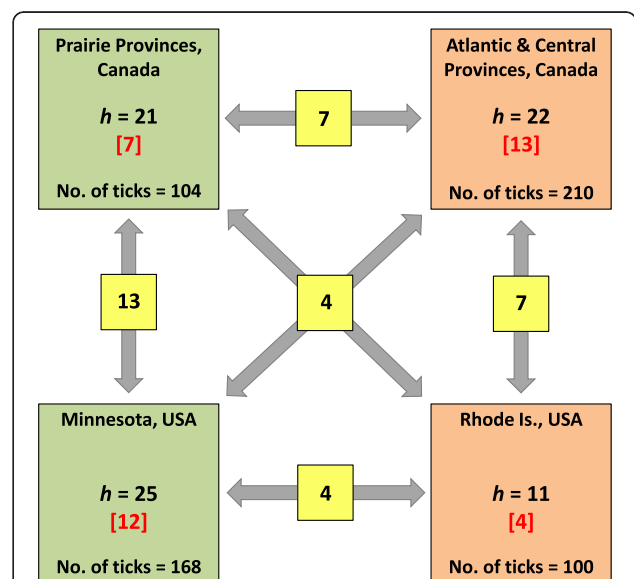 Prairie Provinces,
Canada
h = 21
[7]
No. of ticks = 104
7
Atlantic & Central
Provinces, Canada
h = 22
[13]
No. of ticks = 210
13
4
7
Minnesota, USA
h = 25
[12]
No. of ticks = 168
4
Rhode Is., USA
h = 11
[4]
No. of ticks = 100